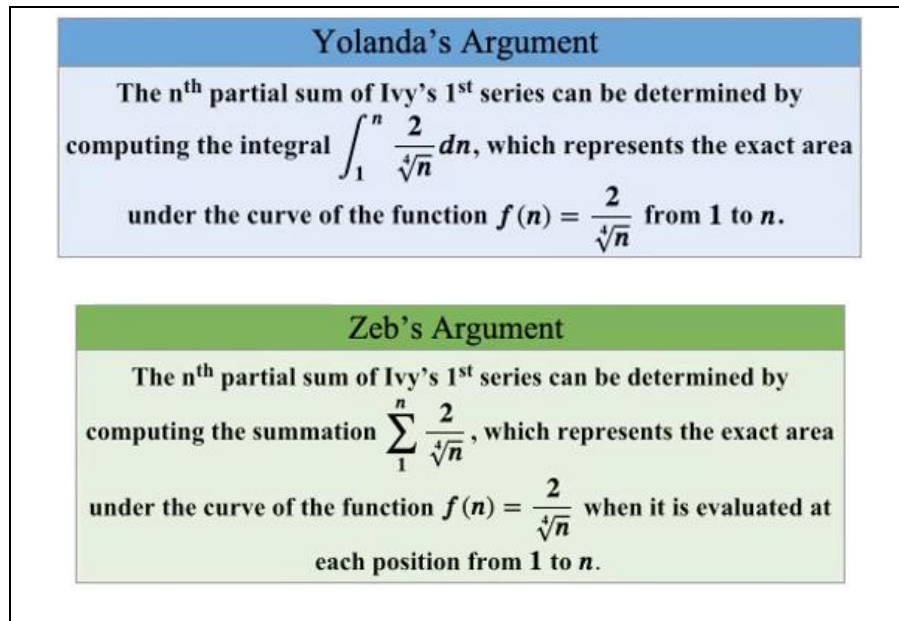 Yolanda's Argument
The nᵗʰ partial sum of Ivy's 1ˢᵗ series can be determined by
computing the integral ∫₁ⁿ 2/∜n dn, which represents the exact area
under the curve of the function f(n) = 2/∜n from 1 to n.
Zeb's Argument
The nᵗʰ partial sum of Ivy's 1ˢᵗ series can be determined by
computing the summation ∑₁ⁿ 2/∜n, which represents the exact area
under the curve of the function f(n) = 2/∜n when it is evaluated at
each position from 1 to n.